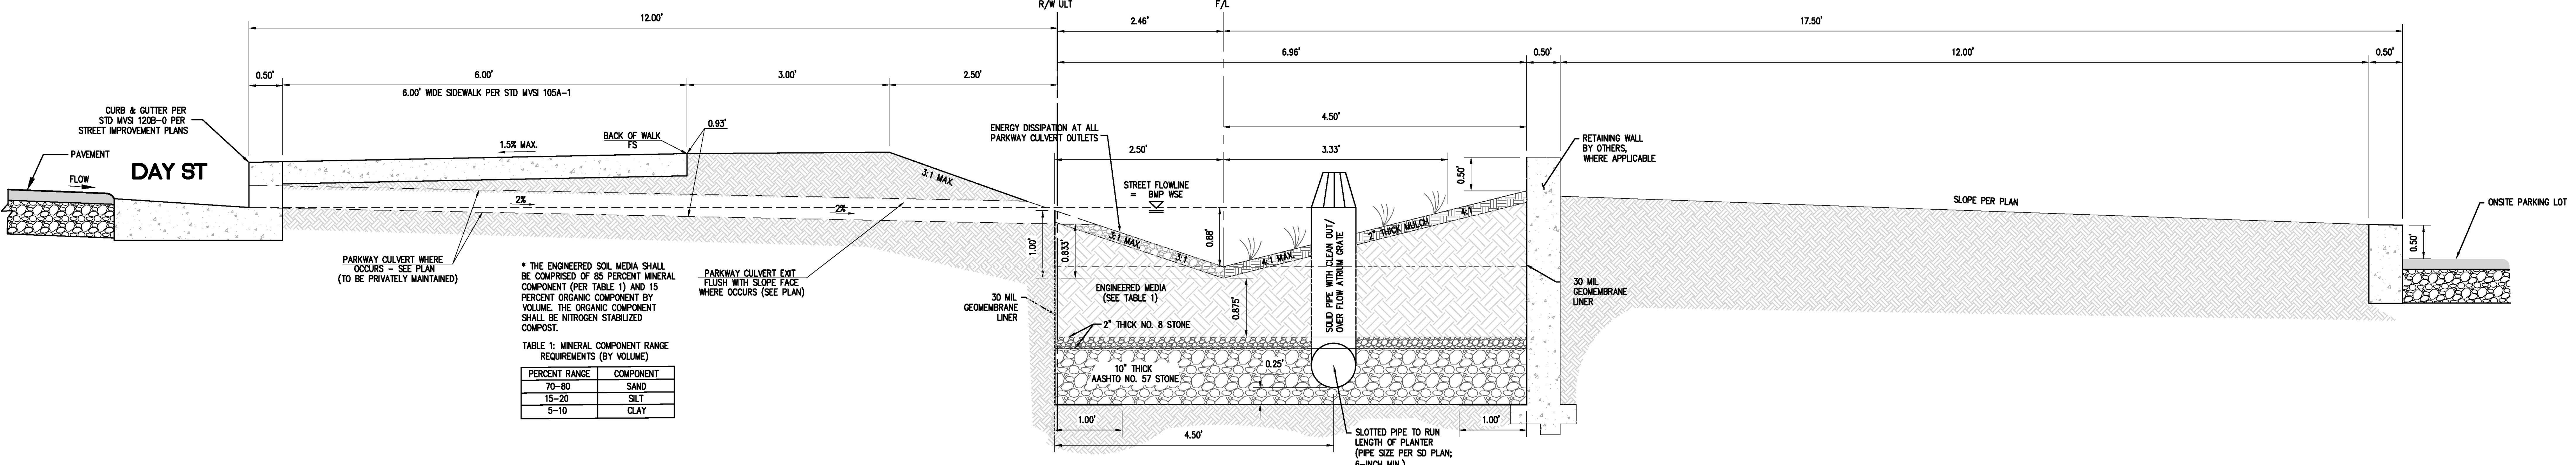 R/W ULT
F/L
12.00'
2.46'
17.50'
6.96'
0.50'
12.00'
0.50'
0.50'
6.00'
3.00'
2.50'
6.00' WIDE SIDEWALK PER STD MVSI 105A-1
4.50'
CURB & GUTTER PER
STD MVSI 120B-0 PER
STREET IMPROVEMENT PLANS
PAVEMENT
DAY ST
FLOW
1.5% MAX.
BACK OF WALK
FS
0.93'
ENERGY DISSIPATION AT ALL
PARKWAY CULVERT OUTLETS
2.50'
3.33'
RETAINING WALL
BY OTHERS,
WHERE APPLICABLE
0.50'
3:1 MAX.
STREET FLOWLINE
= BMP WSE
2%
2%
SLOPE PER PLAN
ONSITE PARKING LOT
0.50'
1.00'
0.833'
3:1 MAX.
3:1
0.88'
4:1 MAX.
2" THICK MULCH
4:1
SOLID PIPE WITH CLEAN OUT/
OVER FLOW ATRIUM GRATE
PARKWAY CULVERT WHERE
OCCURS - SEE PLAN
(TO BE PRIVATELY MAINTAINED)
* THE ENGINEERED SOIL MEDIA SHALL
BE COMPRISED OF 85 PERCENT MINERAL
COMPONENT (PER TABLE 1) AND 15
PERCENT ORGANIC COMPONENT BY
VOLUME. THE ORGANIC COMPONENT
SHALL BE NITROGEN STABILIZED
COMPOST.
PARKWAY CULVERT EXIT
FLUSH WITH SLOPE FACE
WHERE OCCURS (SEE PLAN)
ENGINEERED MEDIA
(SEE TABLE 1)
0.875'
30 MIL
GEOMEMBRANE
LINER
30 MIL
GEOMEMBRANE
LINER
2" THICK NO. 8 STONE
TABLE 1: MINERAL COMPONENT RANGE
REQUIREMENTS (BY VOLUME)
PERCENT RANGE COMPONENT
70-80 SAND
15-20 SILT
5-10 CLAY
10" THICK
AASHTO NO. 57 STONE
0.25'
1.00'
1.00'
4.50'
SLOTTED PIPE TO RUN
LENGTH OF PLANTER
(PIPE SIZE PER SD PLAN;
6-INCH MIN.)